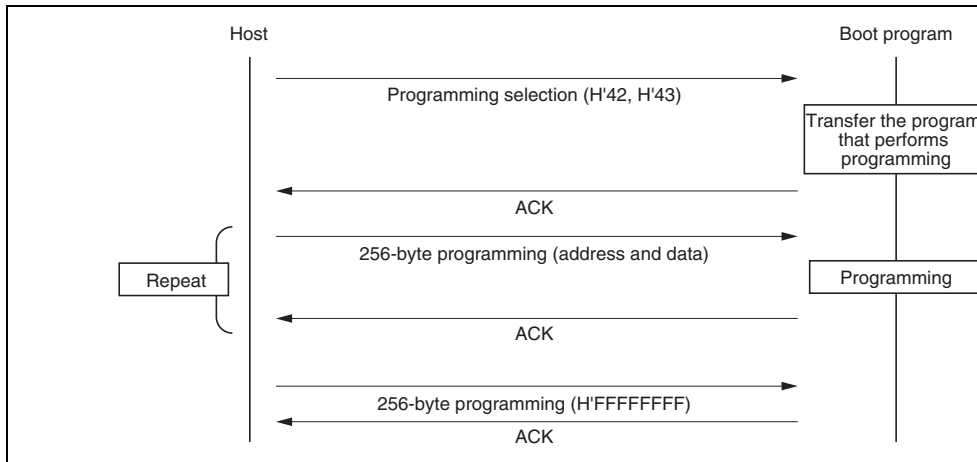 Host
Boot program
Programming selection (H'42, H'43)
Transfer the program
that performs
programming
ACK
256-byte programming (address and data)
Repeat
Programming
ACK
256-byte programming (H'FFFFFFFF)
ACK